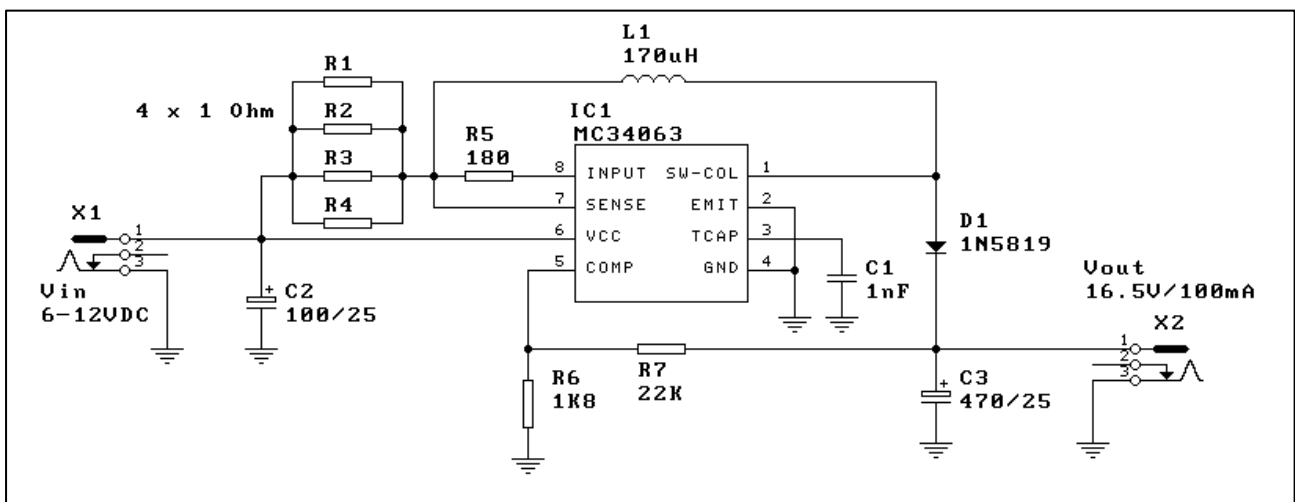 L1
170uH
R1
4 x 1 Ohm
R2
R3
R4
R5
180
IC1
MC34063
8 INPUT SW-COL 1
7 SENSE EMIT 2
6 VCC TCAP 3
5 COMP GND 4
X1
1
2
3
Vin
6-12VDC
+
C2
100/25
C1
1nF
D1
1N5819
Vout
16.5V/100mA
X2
1
2
3
R6
1K8
R7
22K
+
C3
470/25